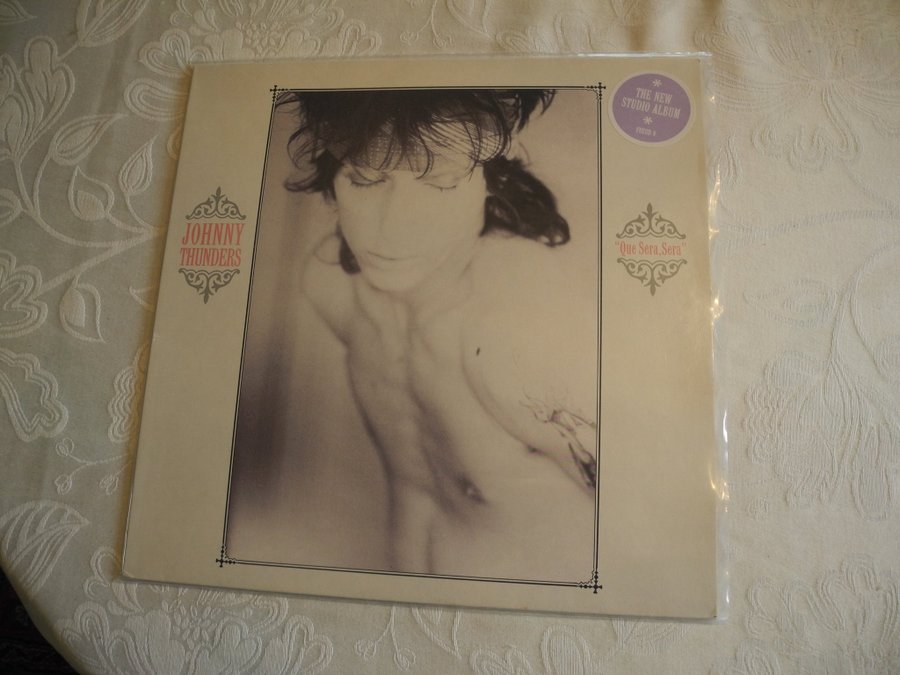 JOHNNY
THUNDERS
"Que Sera, Sera"
THE NEW
STUDIO ALBUM